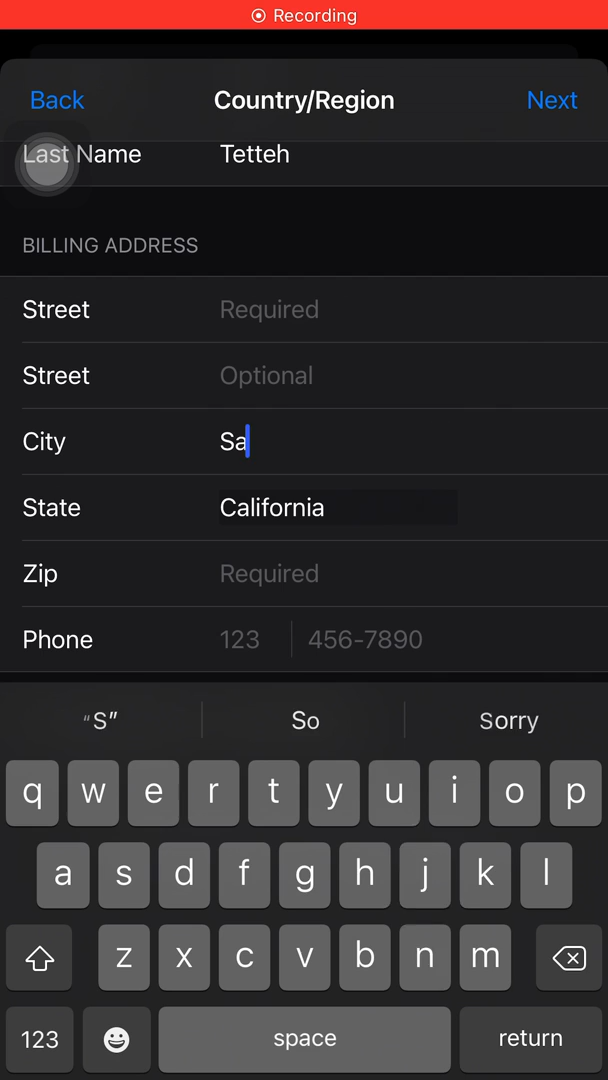 Recording
Back Country/Region Next
Last Name Tetteh
BILLING ADDRESS
Street Required
Street Optional
City Sa
State California
Zip Required
Phone 123 456-7890
“S” So Sorry
q w e r t y u i o p
a s d f g h j k l
z x c v b n m
123 space return